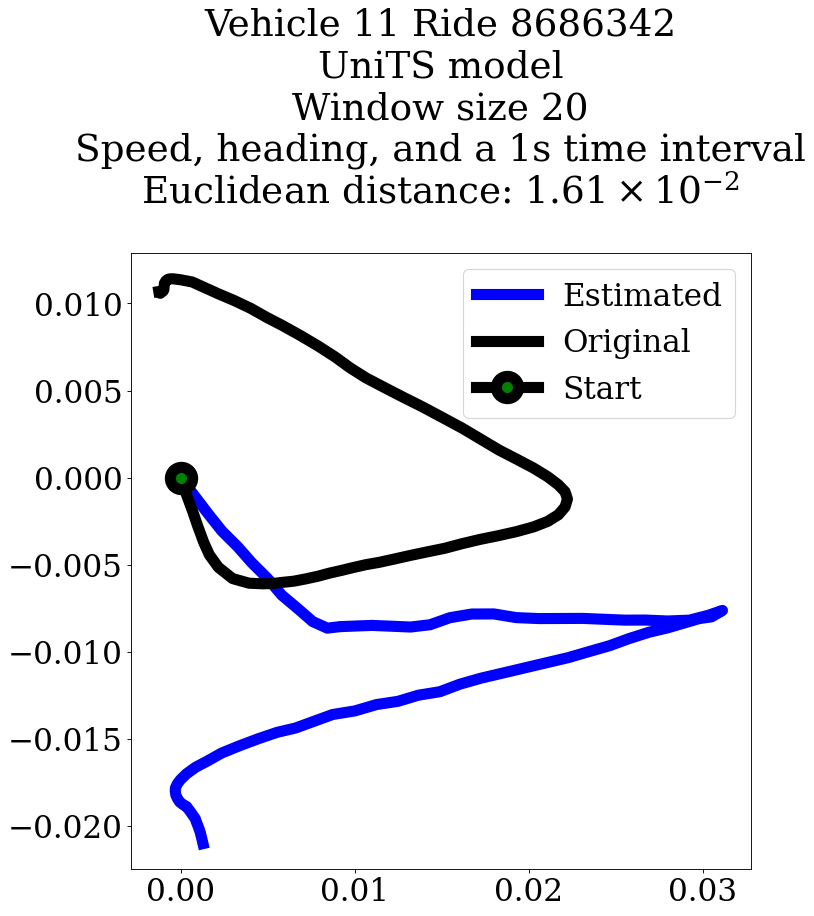 Vehicle 11 Ride 8686342
UniTS model
Window size 20
Speed, heading, and a 1s time interval
Euclidean distance: 1.61 × 10⁻²
Estimated
Original
Start
0.010
0.005
0.000
−0.005
−0.010
−0.015
−0.020
0.00 0.01 0.02 0.03